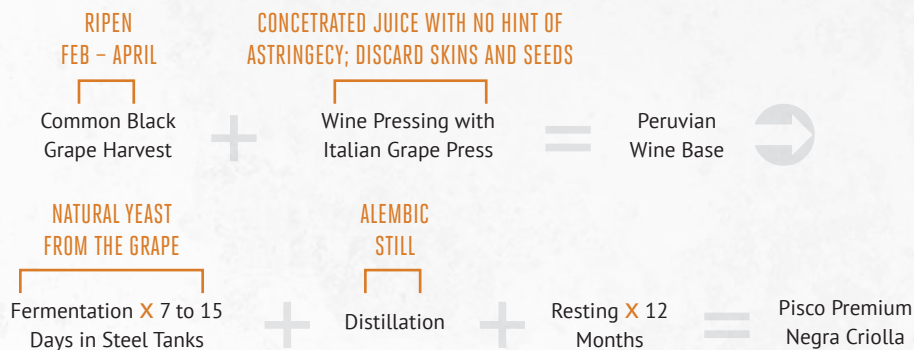 RIPEN
FEB – APRIL
CONCETRATED JUICE WITH NO HINT OF
ASTRINGECY; DISCARD SKINS AND SEEDS
Common Black
Grape Harvest
+
Wine Pressing with
Italian Grape Press
=
Peruvian
Wine Base
NATURAL YEAST
FROM THE GRAPE
ALEMBIC
STILL
Fermentation X 7 to 15
Days in Steel Tanks
+
Distillation
+
Resting X 12
Months
=
Pisco Premium
Negra Criolla